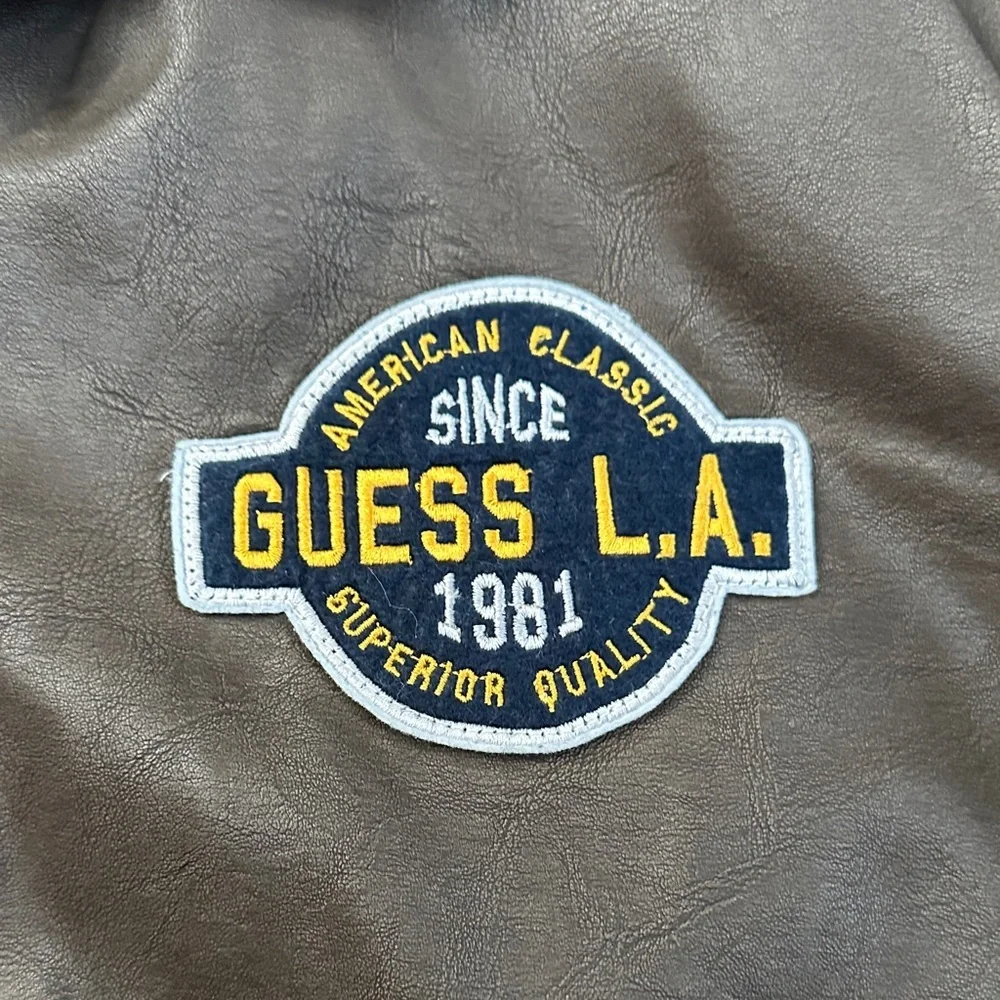 AMERICAN CLASSIC
SINCE
GUESS L.A.
1981
SUPERIOR QUALITY